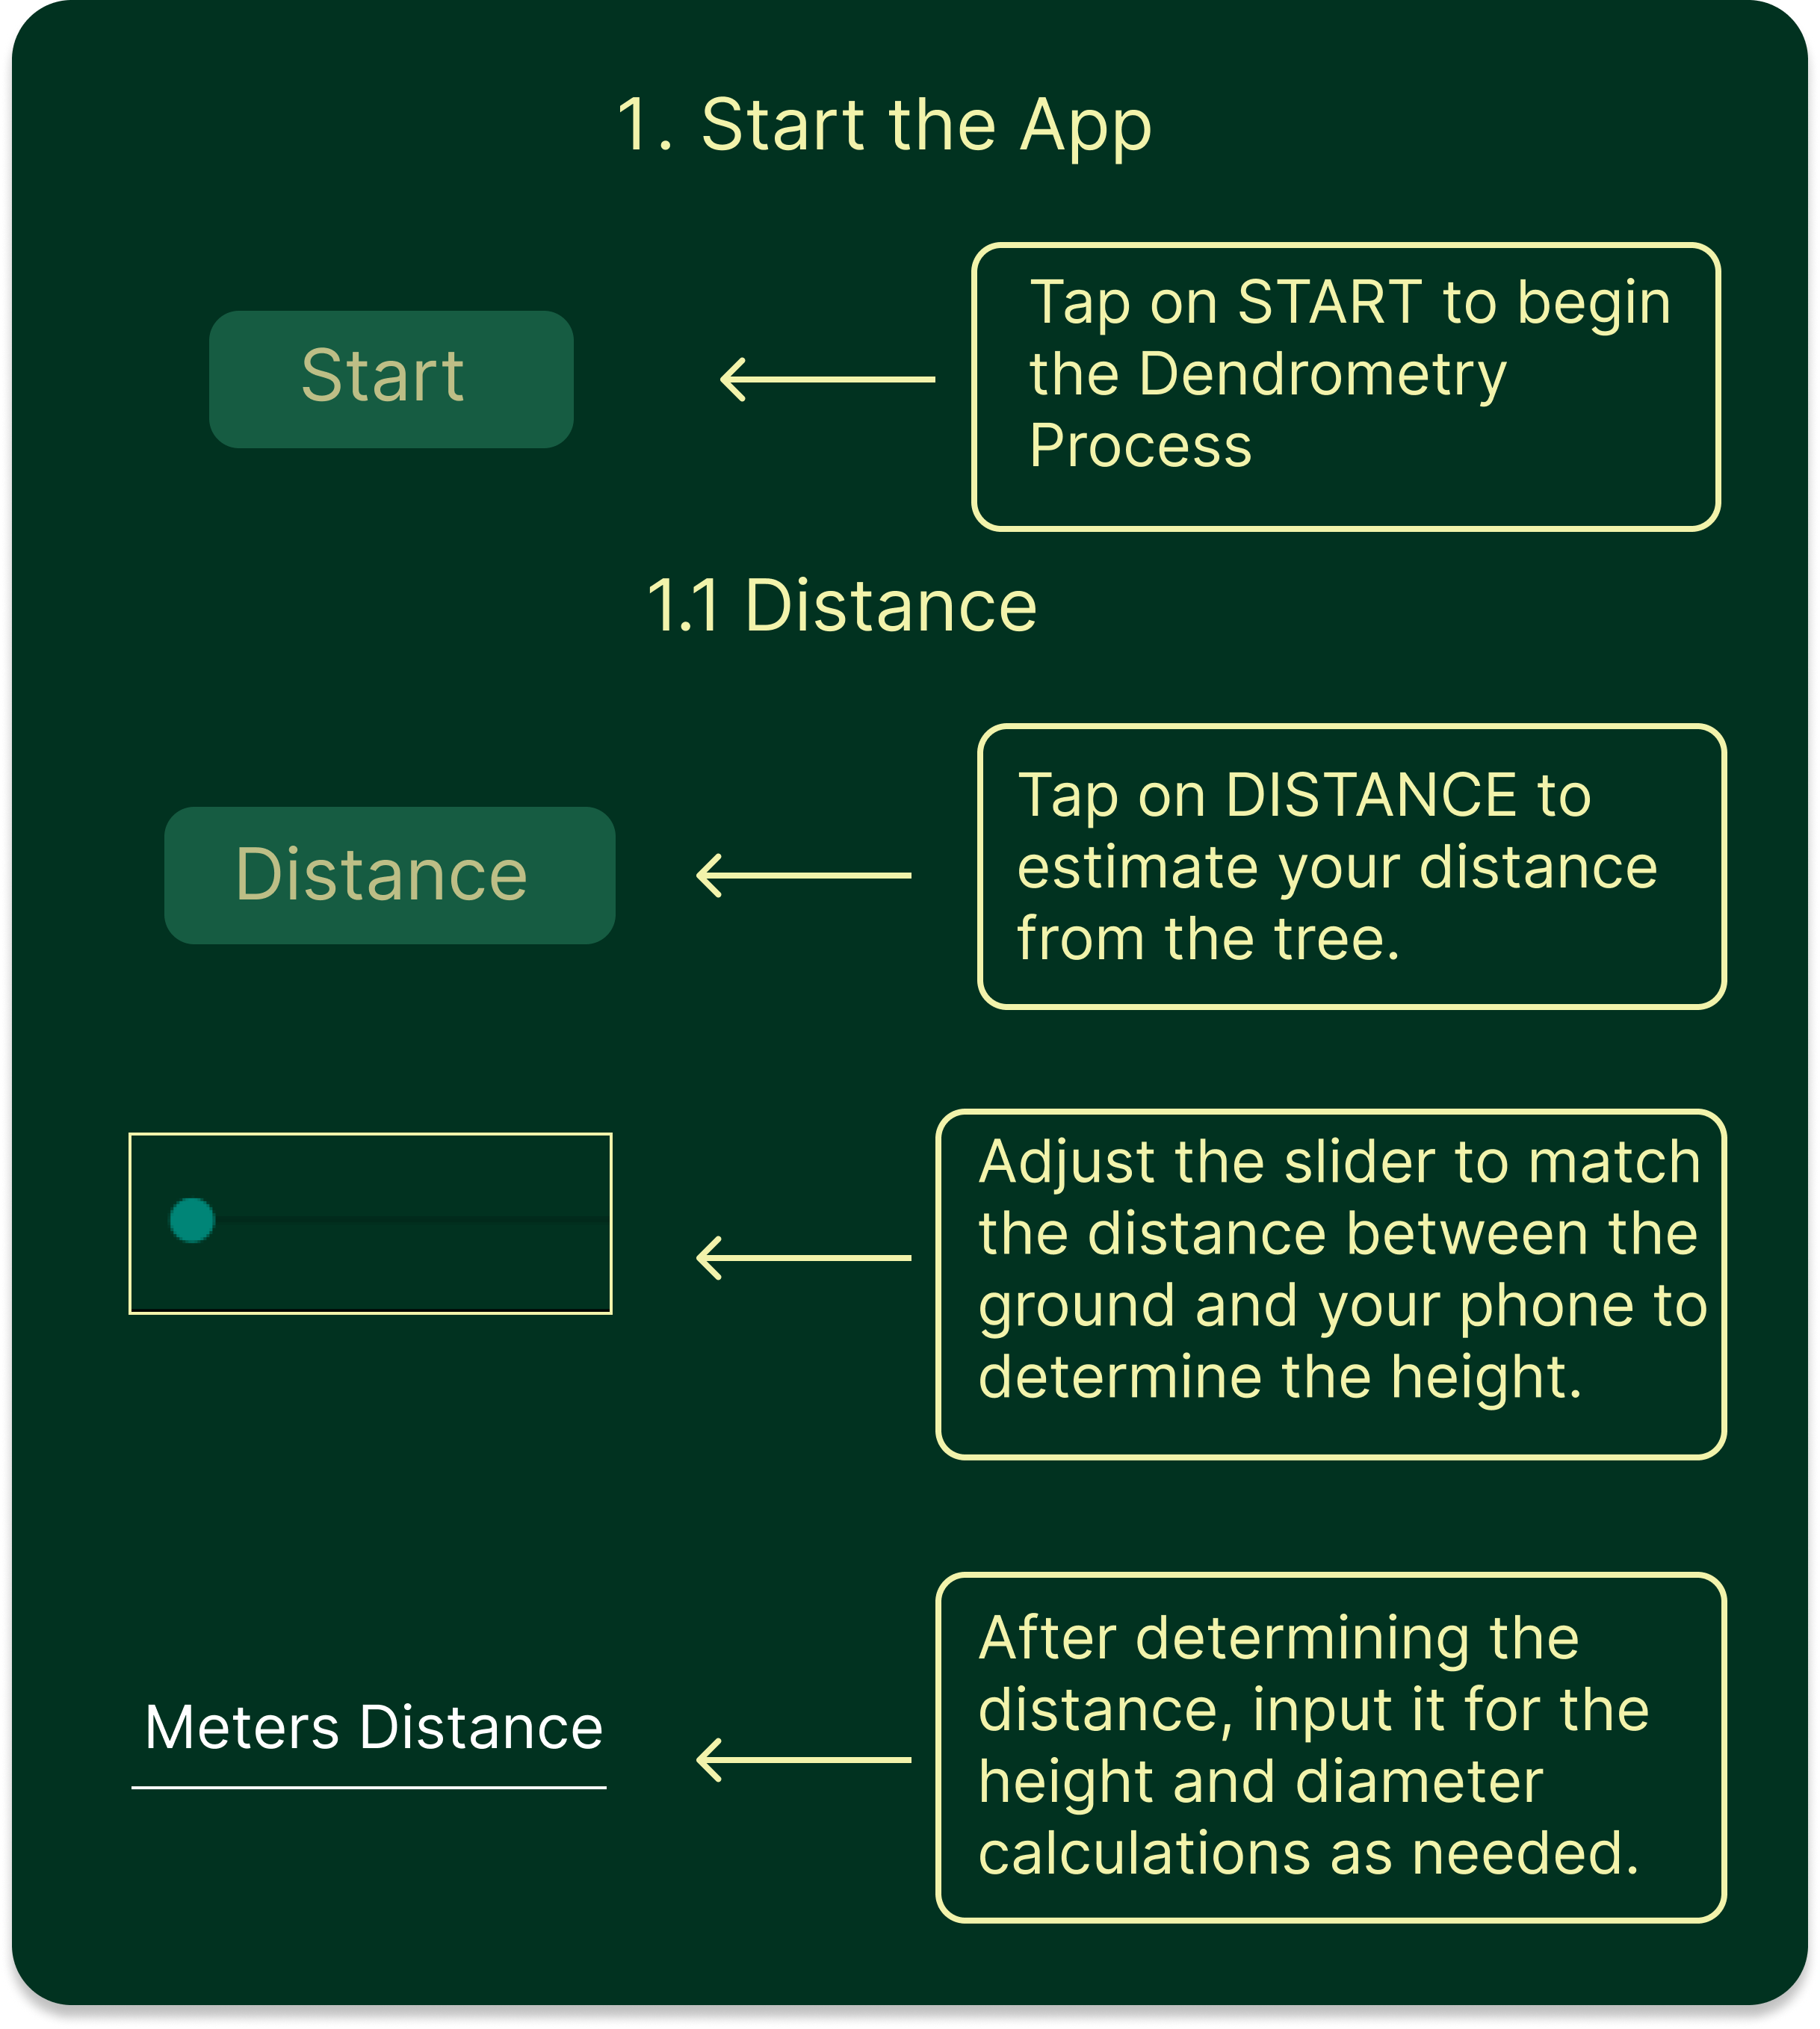 1. Start the App
Start
Tap on START to begin
the Dendrometry
Process
1.1 Distance
Distance
Tap on DISTANCE to
estimate your distance
from the tree.
Adjust the slider to match
the distance between the
ground and your phone to
determine the height.
Meters Distance
After determining the
distance, input it for the
height and diameter
calculations as needed.